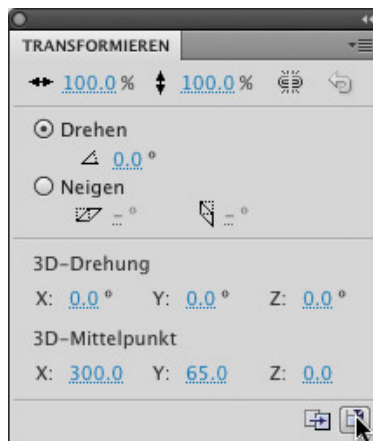 TRANSFORMIEREN
100.0 % 100.0 %
Drehen
0.0 °
Neigen
– ° – °
3D-Drehung
X: 0.0 ° Y: 0.0 ° Z: 0.0 °
3D-Mittelpunkt
X: 300.0 Y: 65.0 Z: 0.0